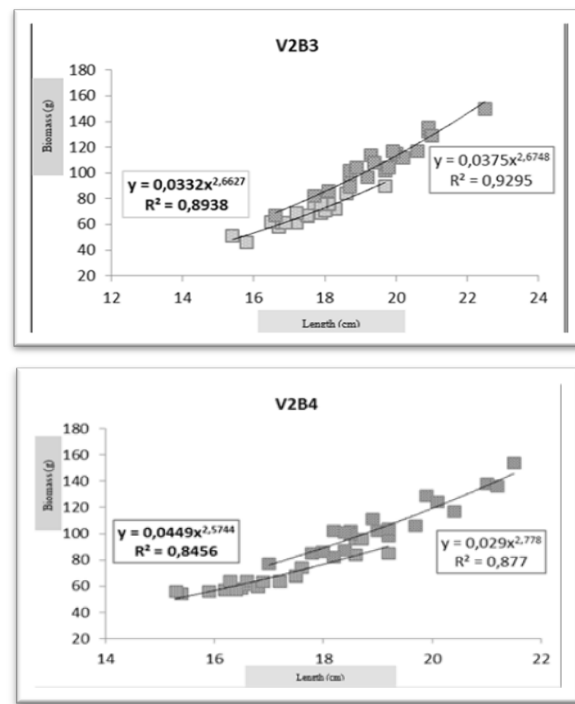 V2B3
180
160
140
120
100
80
60
40
20
Biomass (g)
y = 0,0332x^2,6627
R² = 0,8938
y = 0,0375x^2,6748
R² = 0,9295
12 14 16 18 20 22 24
Length (cm)
V2B4
180
160
140
120
100
80
60
40
20
Biomass (g)
y = 0,0449x^2,5744
R² = 0,8456
y = 0,029x^2,778
R² = 0,877
14 16 18 20 22
Length (cm)